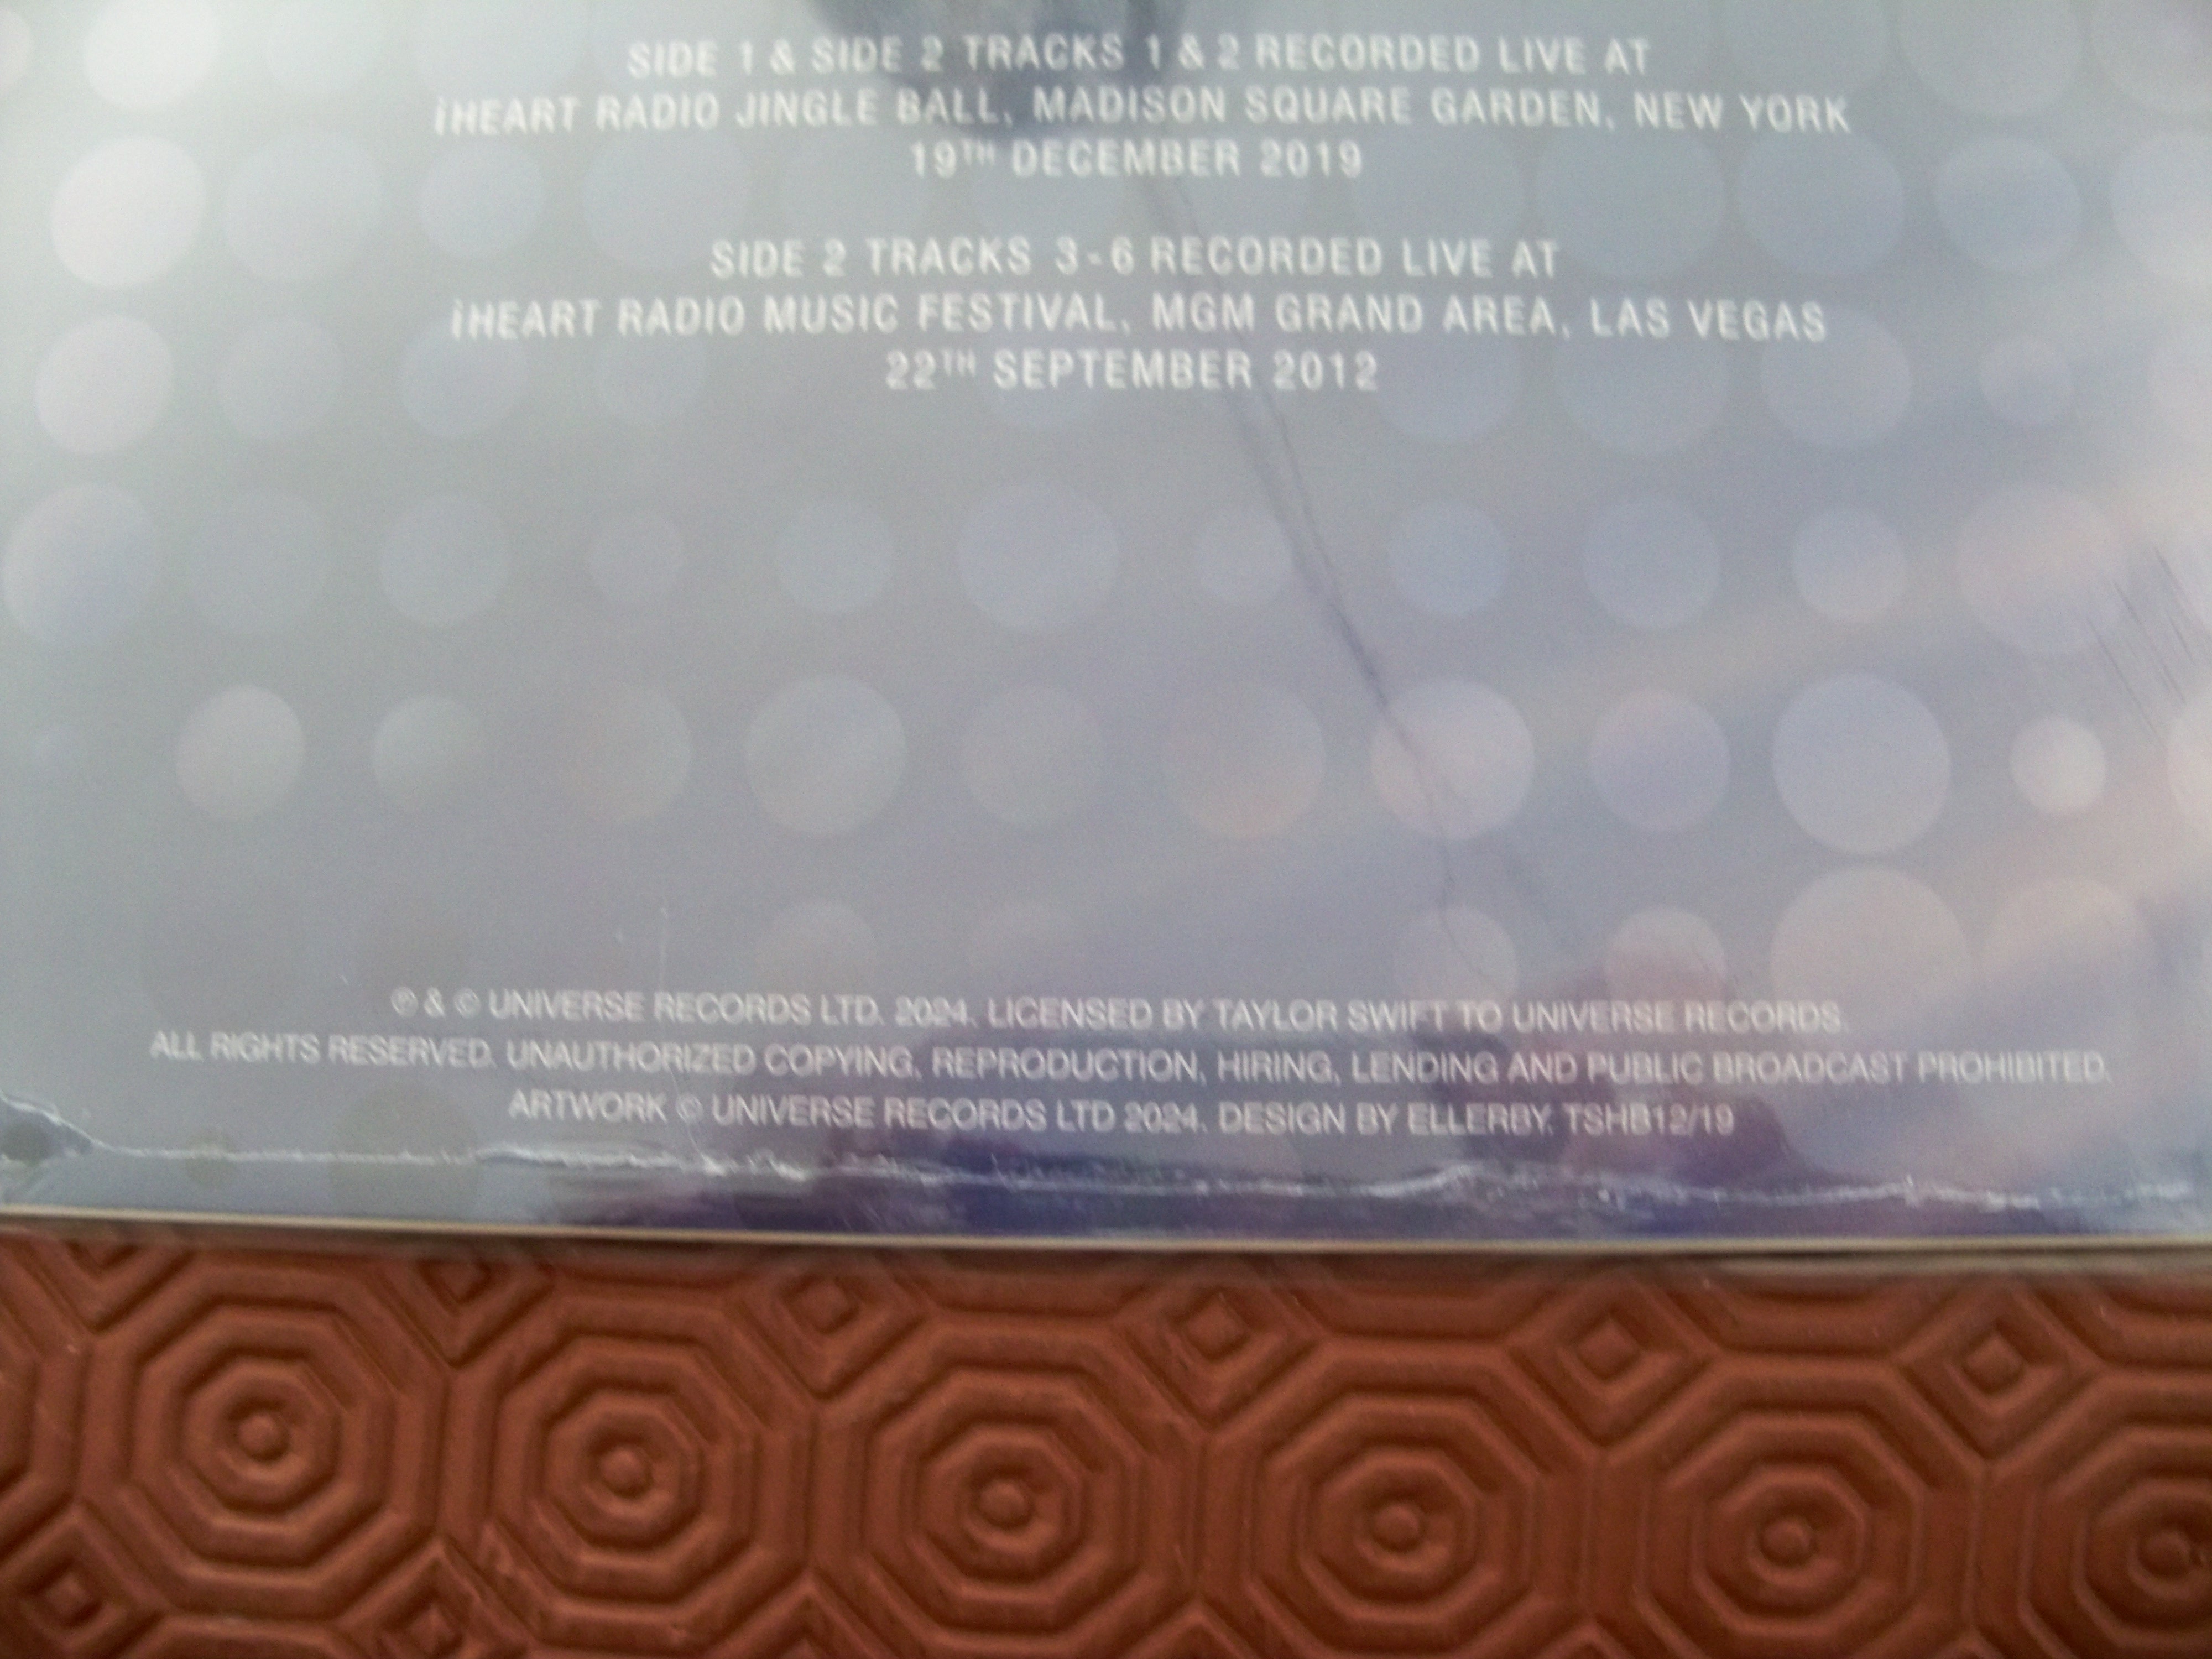 SIDE 1 & SIDE 2 TRACKS 1 & 2 RECORDED LIVE AT
iHEART RADIO JINGLE BALL, MADISON SQUARE GARDEN, NEW YORK
19TH DECEMBER 2019
SIDE 2 TRACKS 3-6 RECORDED LIVE AT
iHEART RADIO MUSIC FESTIVAL, MGM GRAND AREA, LAS VEGAS
22TH SEPTEMBER 2012
℗ & © UNIVERSE RECORDS LTD. 2024. LICENSED BY TAYLOR SWIFT TO UNIVERSE RECORDS.
ALL RIGHTS RESERVED. UNAUTHORIZED COPYING, REPRODUCTION, HIRING, LENDING AND PUBLIC BROADCAST PROHIBITED.
ARTWORK © UNIVERSE RECORDS LTD 2024. DESIGN BY ELLERBY. TSHB12/19